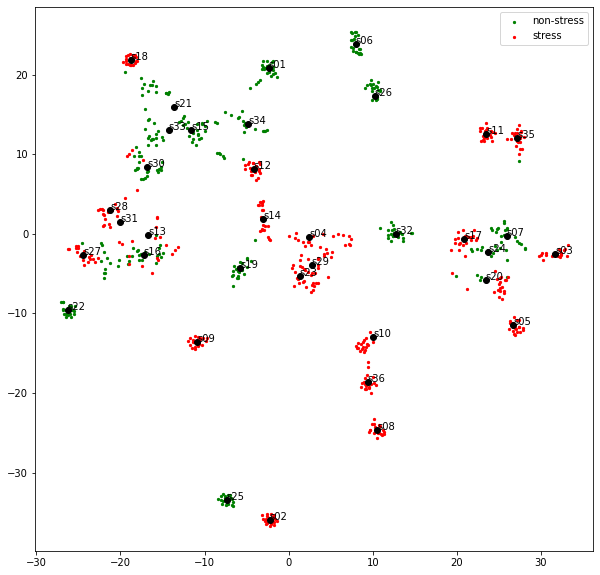 non-stress
stress
s06
s18
s01
s26
s21
s34
s33
s15
s11
s35
s12
s30
s28
s31
s14
s13
s04
s32
s17
s07
s24
s03
s27
s16
s19
s29
s20
s22
s05
s09
s10
s36
s08
s25
s02
20
10
0
−10
−20
−30
−30
−20
−10
0
10
20
30